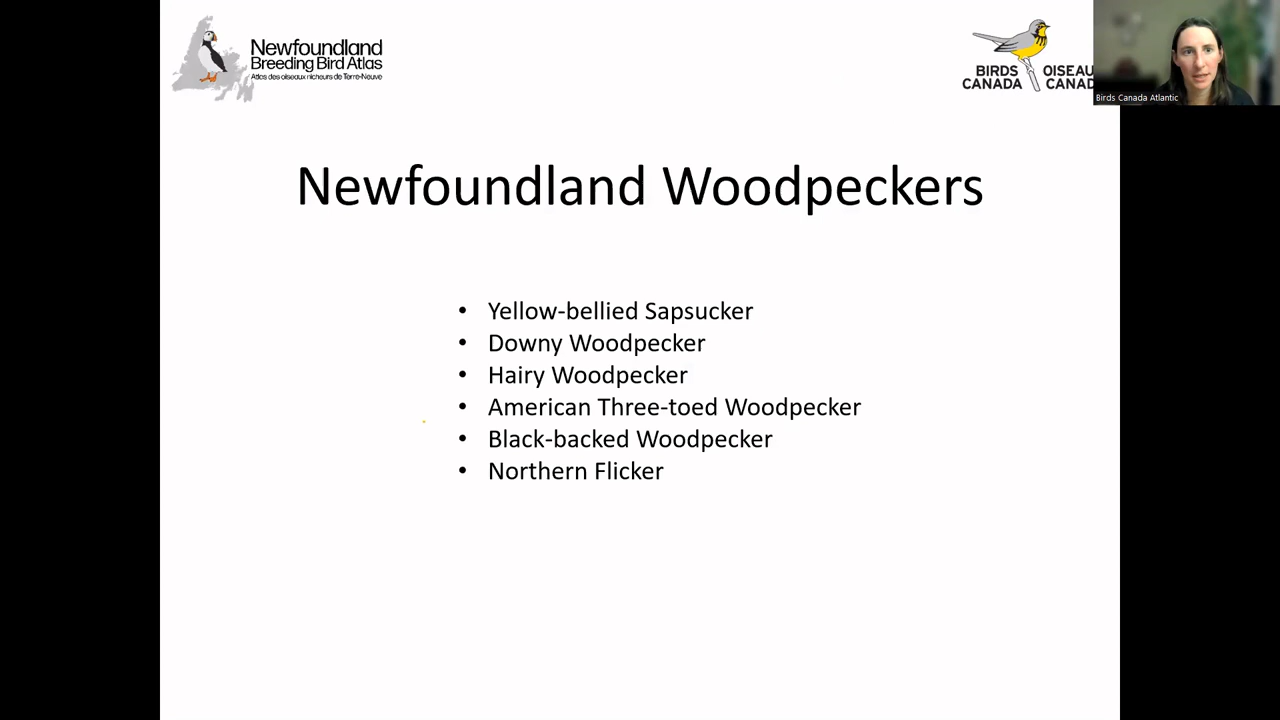 Newfoundland
Breeding Bird Atlas
Atlas des oiseaux nicheurs de Terre-Neuve
BIRDS
CANADA
OISEAU
CANAD
Birds Canada Atlantic
Newfoundland Woodpeckers
• Yellow-bellied Sapsucker
• Downy Woodpecker
• Hairy Woodpecker
• American Three-toed Woodpecker
• Black-backed Woodpecker
• Northern Flicker